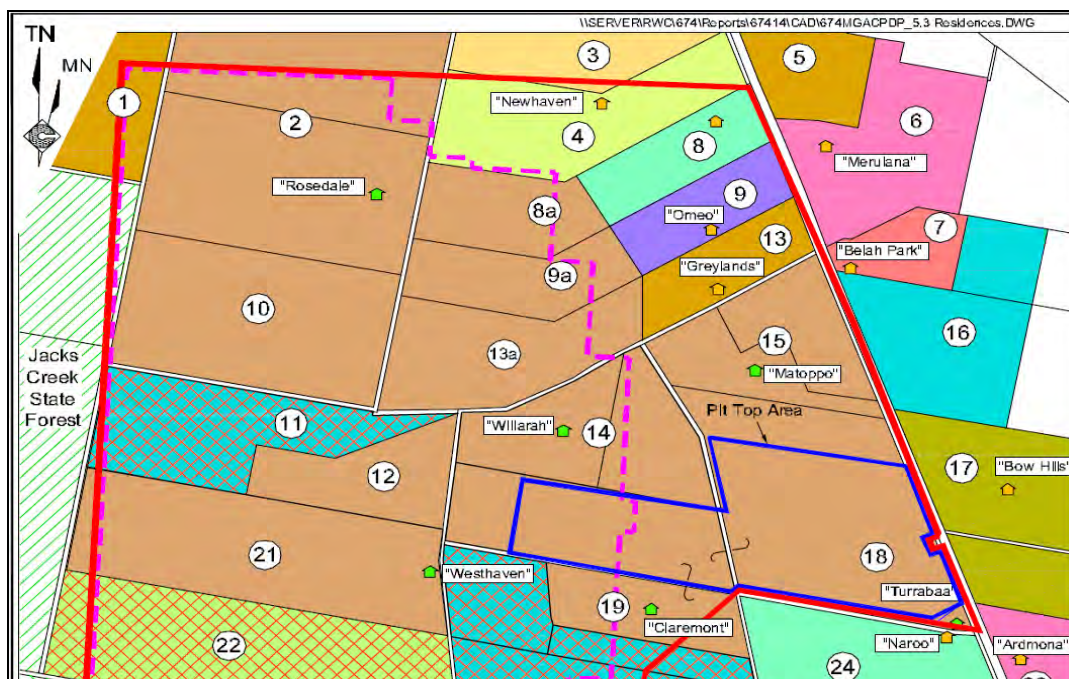 \\SERVER\RWC\674\Reports\67414\CAD\674MGACPDP_5.3 Residences.DWG
TN
MN
3
5
1
"Newhaven"
2
4
6
8
"Merulana"
"Rosedale"
9
8a
"Omeo"
13
7
"Belah Park"
9a
"Greylands"
10
16
15
13a
Jacks
Creek
State
Forest
"Matoppo"
Pit Top Area
11
"Willarah"
14
17
12
"Bow Hills"
21
18
"Westhaven"
"Turrabaa"
19
"Claremont"
22
"Naroo"
"Ardmona"
24